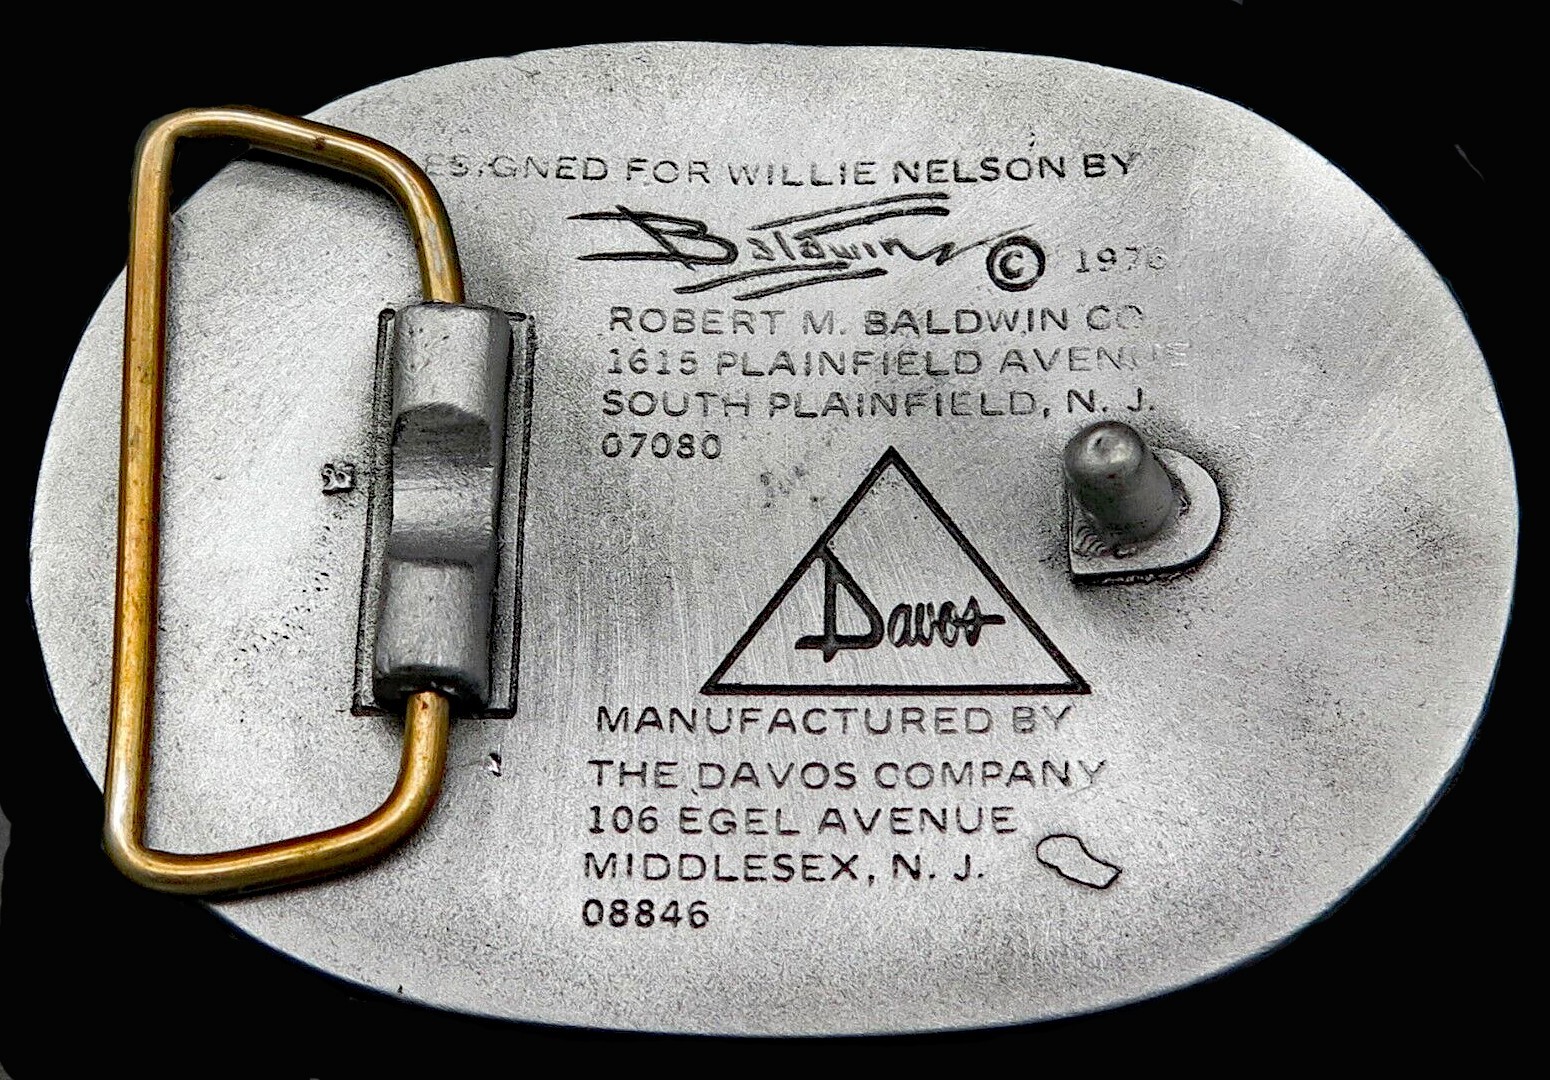 ESIGNED FOR WILLIE NELSON BY
Baldwin © 1976
ROBERT M. BALDWIN CO
1615 PLAINFIELD AVENUE
SOUTH PLAINFIELD, N. J.
07080
Davos
MANUFACTURED BY
THE DAVOS COMPANY
106 EGEL AVENUE
MIDDLESEX, N. J.
08846